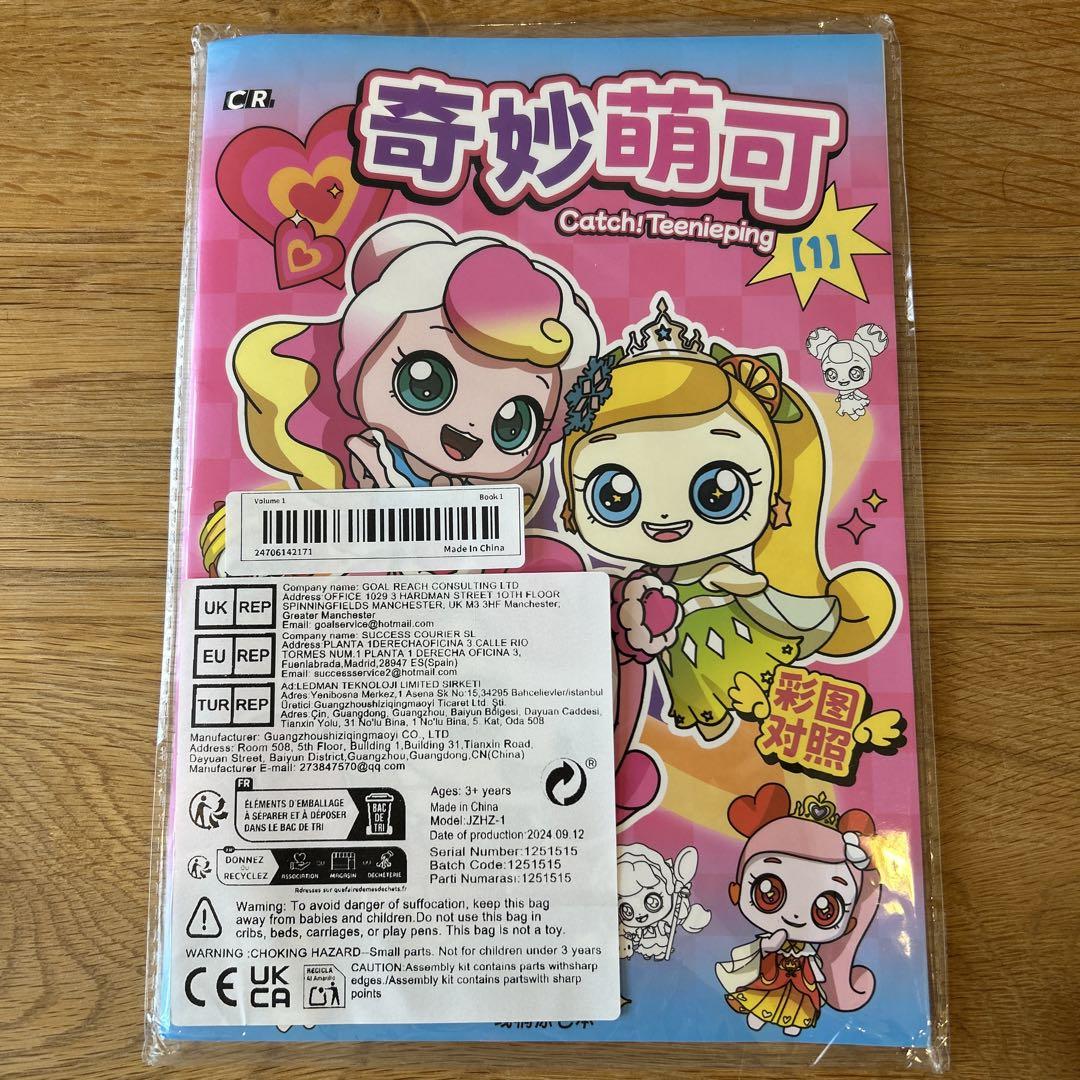 CR
奇妙萌可
Catch! Teenieping
【1】
Volume 1 Book 1
24706142171 Made In China
UK REP
Company name: GOAL REACH CONSULTING LTD
Address:OFFICE 1029 3 HARDMAN STREET 10TH FLOOR
SPINNINGFIELDS MANCHESTER, UK M3 3HF Manchester,
Greater Manchester
Email: goalservice@hotmail.com
EU REP
Company name: SUCCESS COURIER SL
Address:PLANTA 1DERECHAOFICINA 3.CALLE RIO
TORMES NUM.1 PLANTA 1 DERECHA OFICINA 3,
Fuenlabrada,Madrid,28947 ES(Spain)
Email: successservice2@hotmail.com
TUR REP
Ad:LEDMAN TEKNOLOJI LIMITED SIRKETI
Adres:Yenibosna Merkez,1 Asena Sk No:15,34295 Bahcelievler/istanbul
Üretici:Guangzhoushiziqingmaoyi Ticaret Ltd. Şti.
Adres:Çin, Guangdong, Guangzhou, Baiyun Bölgesi, Dayuan Caddesi,
Tianxin Yolu, 31 No'lu Bina, 1 No'lu Bina, 5. Kat, Oda 508
Manufacturer: Guangzhoushiziqingmaoyi CO., LTD
Address: Room 508, 5th Floor, Building 1,Building 31,Tianxin Road,
Dayuan Street, Baiyun District,Guangzhou,Guangdong,CN(China)
Manufacturer E-mail: 273847570@qq.com
彩图
对照
FR
ÉLÉMENTS D'EMBALLAGE
À SÉPARER ET À DÉPOSER
DANS LE BAC DE TRI
BAC
DE
TRI
®
Ages: 3+ years
Made in China
Model:JZHZ-1
Date of production:2024.09.12
Serial Number:1251515
Batch Code:1251515
Parti Numarası:1251515
FR
DONNEZ
OU
RECYCLEZ
ASSOCIATION OU MAGASIN OU DÉCHÈTERIE
Adresses sur quefairedemesdechets.fr
Warning: To avoid danger of suffocation, keep this bag
away from babies and children.Do not use this bag in
cribs, beds, carriages, or play pens. This bag is not a toy.
WARNING :CHOKING HAZARD--Small parts. Not for children under 3 years
CE
UK
CA
RECICLA
Al Amarillo
CAUTION:Assembly kit contains parts withsharp
edges./Assembly kit contains partswith sharp
points